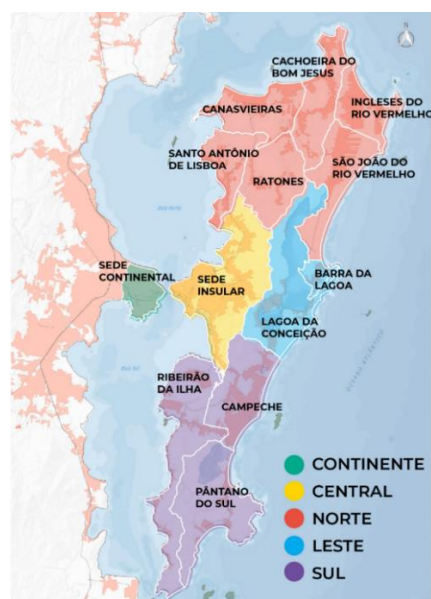 CACHOEIRA DO
BOM JESUS
CANASVIEIRAS
INGLESES DO
RIO VERMELHO
SANTO ANTÔNIO
DE LISBOA
SÃO JOÃO DO
RIO VERMELHO
RATONES
SEDE
CONTINENTAL
SEDE
INSULAR
BARRA DA
LAGOA
LAGOA DA
CONCEIÇÃO
RIBEIRÃO
DA ILHA
CAMPECHE
PÂNTANO
DO SUL
CONTINENTE
CENTRAL
NORTE
LESTE
SUL